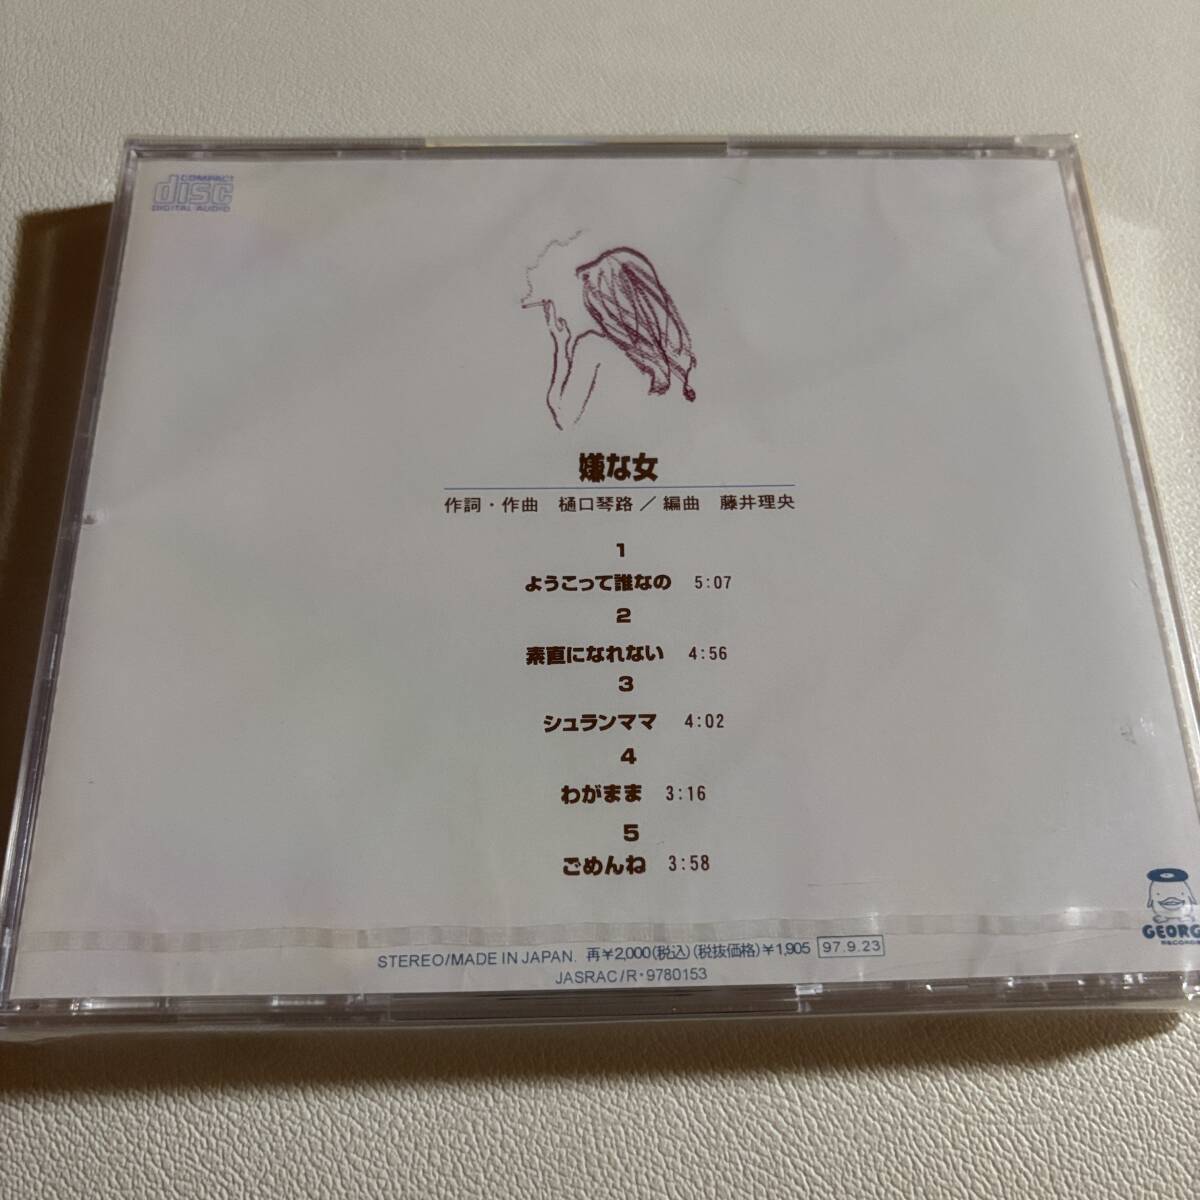 COMPACT
disc
DIGITAL AUDIO
嫌な女
作詞・作曲 樋口琴路／編曲 藤井理央
1
ようこって誰なの 5:07
2
素直になれない 4:56
3
シュランママ 4:02
4
わがまま 3:16
5
ごめんね 3:58
STEREO/MADE IN JAPAN. 再¥2,000(税込)(税抜価格)¥1,905 97.9.23
JASRAC/R・9780153
GEORG
RECORD